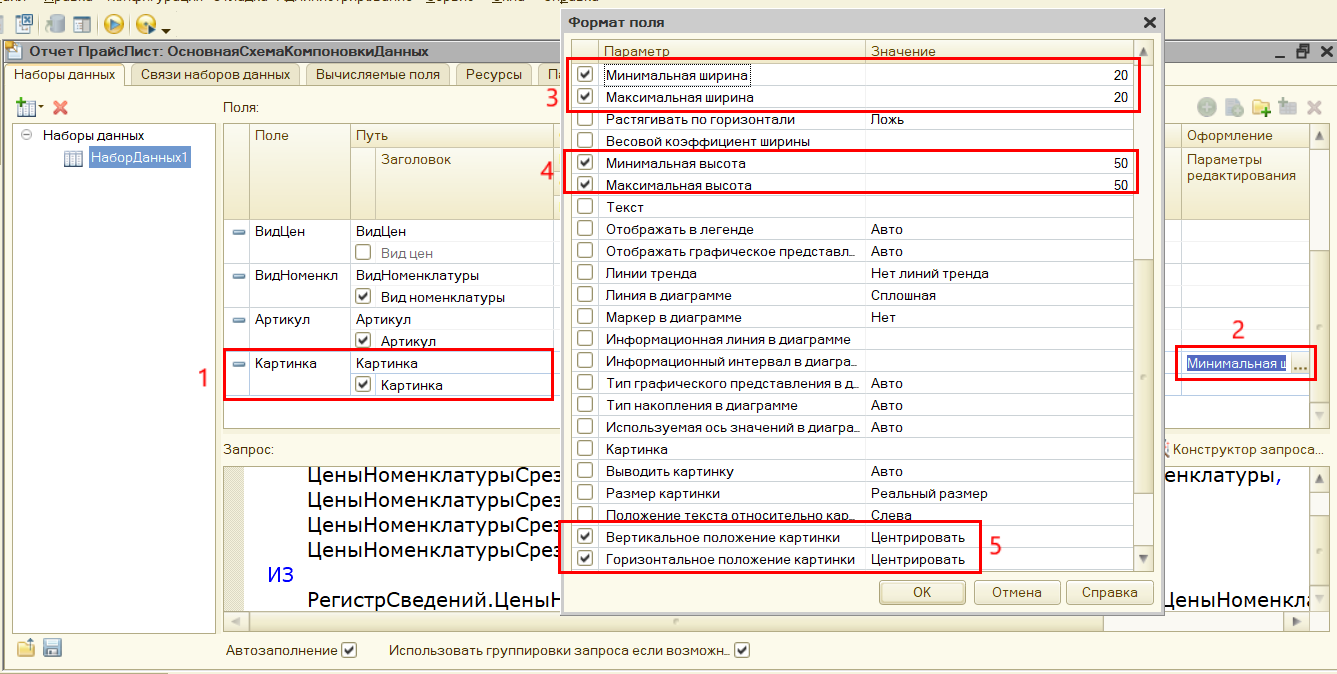 Отчет ПрайсЛист: ОсновнаяСхемаКомпоновкиДанных
Наборы данных
Связи наборов данных
Вычисляемые поля
Ресурсы
Поля:
Наборы данных
НаборДанных1
Поле
Путь
Заголовок
ВидЦен
ВидЦен
Вид цен
ВидНоменкл
ВидНоменклатуры
Вид номенклатуры
Артикул
Артикул
Артикул
1
Картинка
Картинка
Картинка
Запрос:
ЦеныНоменклатурыСрез
ЦеныНоменклатурыСрез
ЦеныНоменклатурыСрез
ЦеныНоменклатурыСрез
ИЗ
РегистрСведений.ЦеныН
Автозаполнение
Использовать группировки запроса если возможн...
Формат поля
Параметр
Значение
3
Минимальная ширина
20
Максимальная ширина
20
Растягивать по горизонтали
Ложь
Весовой коэффициент ширины
4
Минимальная высота
50
Максимальная высота
50
Текст
Отображать в легенде
Авто
Отображать графическое представл...
Авто
Линии тренда
Нет линий тренда
Линия в диаграмме
Сплошная
Маркер в диаграмме
Нет
Информационная линия в диаграмме
Информационный интервал в диагра...
Тип графического представления в д...
Авто
Тип накопления в диаграмме
Авто
Используемая ось значений в диагра...
Авто
Картинка
Выводить картинку
Авто
Размер картинки
Реальный размер
Положение текста относительно кар...
Слева
Вертикальное положение картинки
Центрировать
5
Горизонтальное положение картинки
Центрировать
OK
Отмена
Справка
Оформление
Параметры
редактирования
2
Минимальная ш
...
Конструктор запроса...
енклатуры,
ЦеныНоменкл